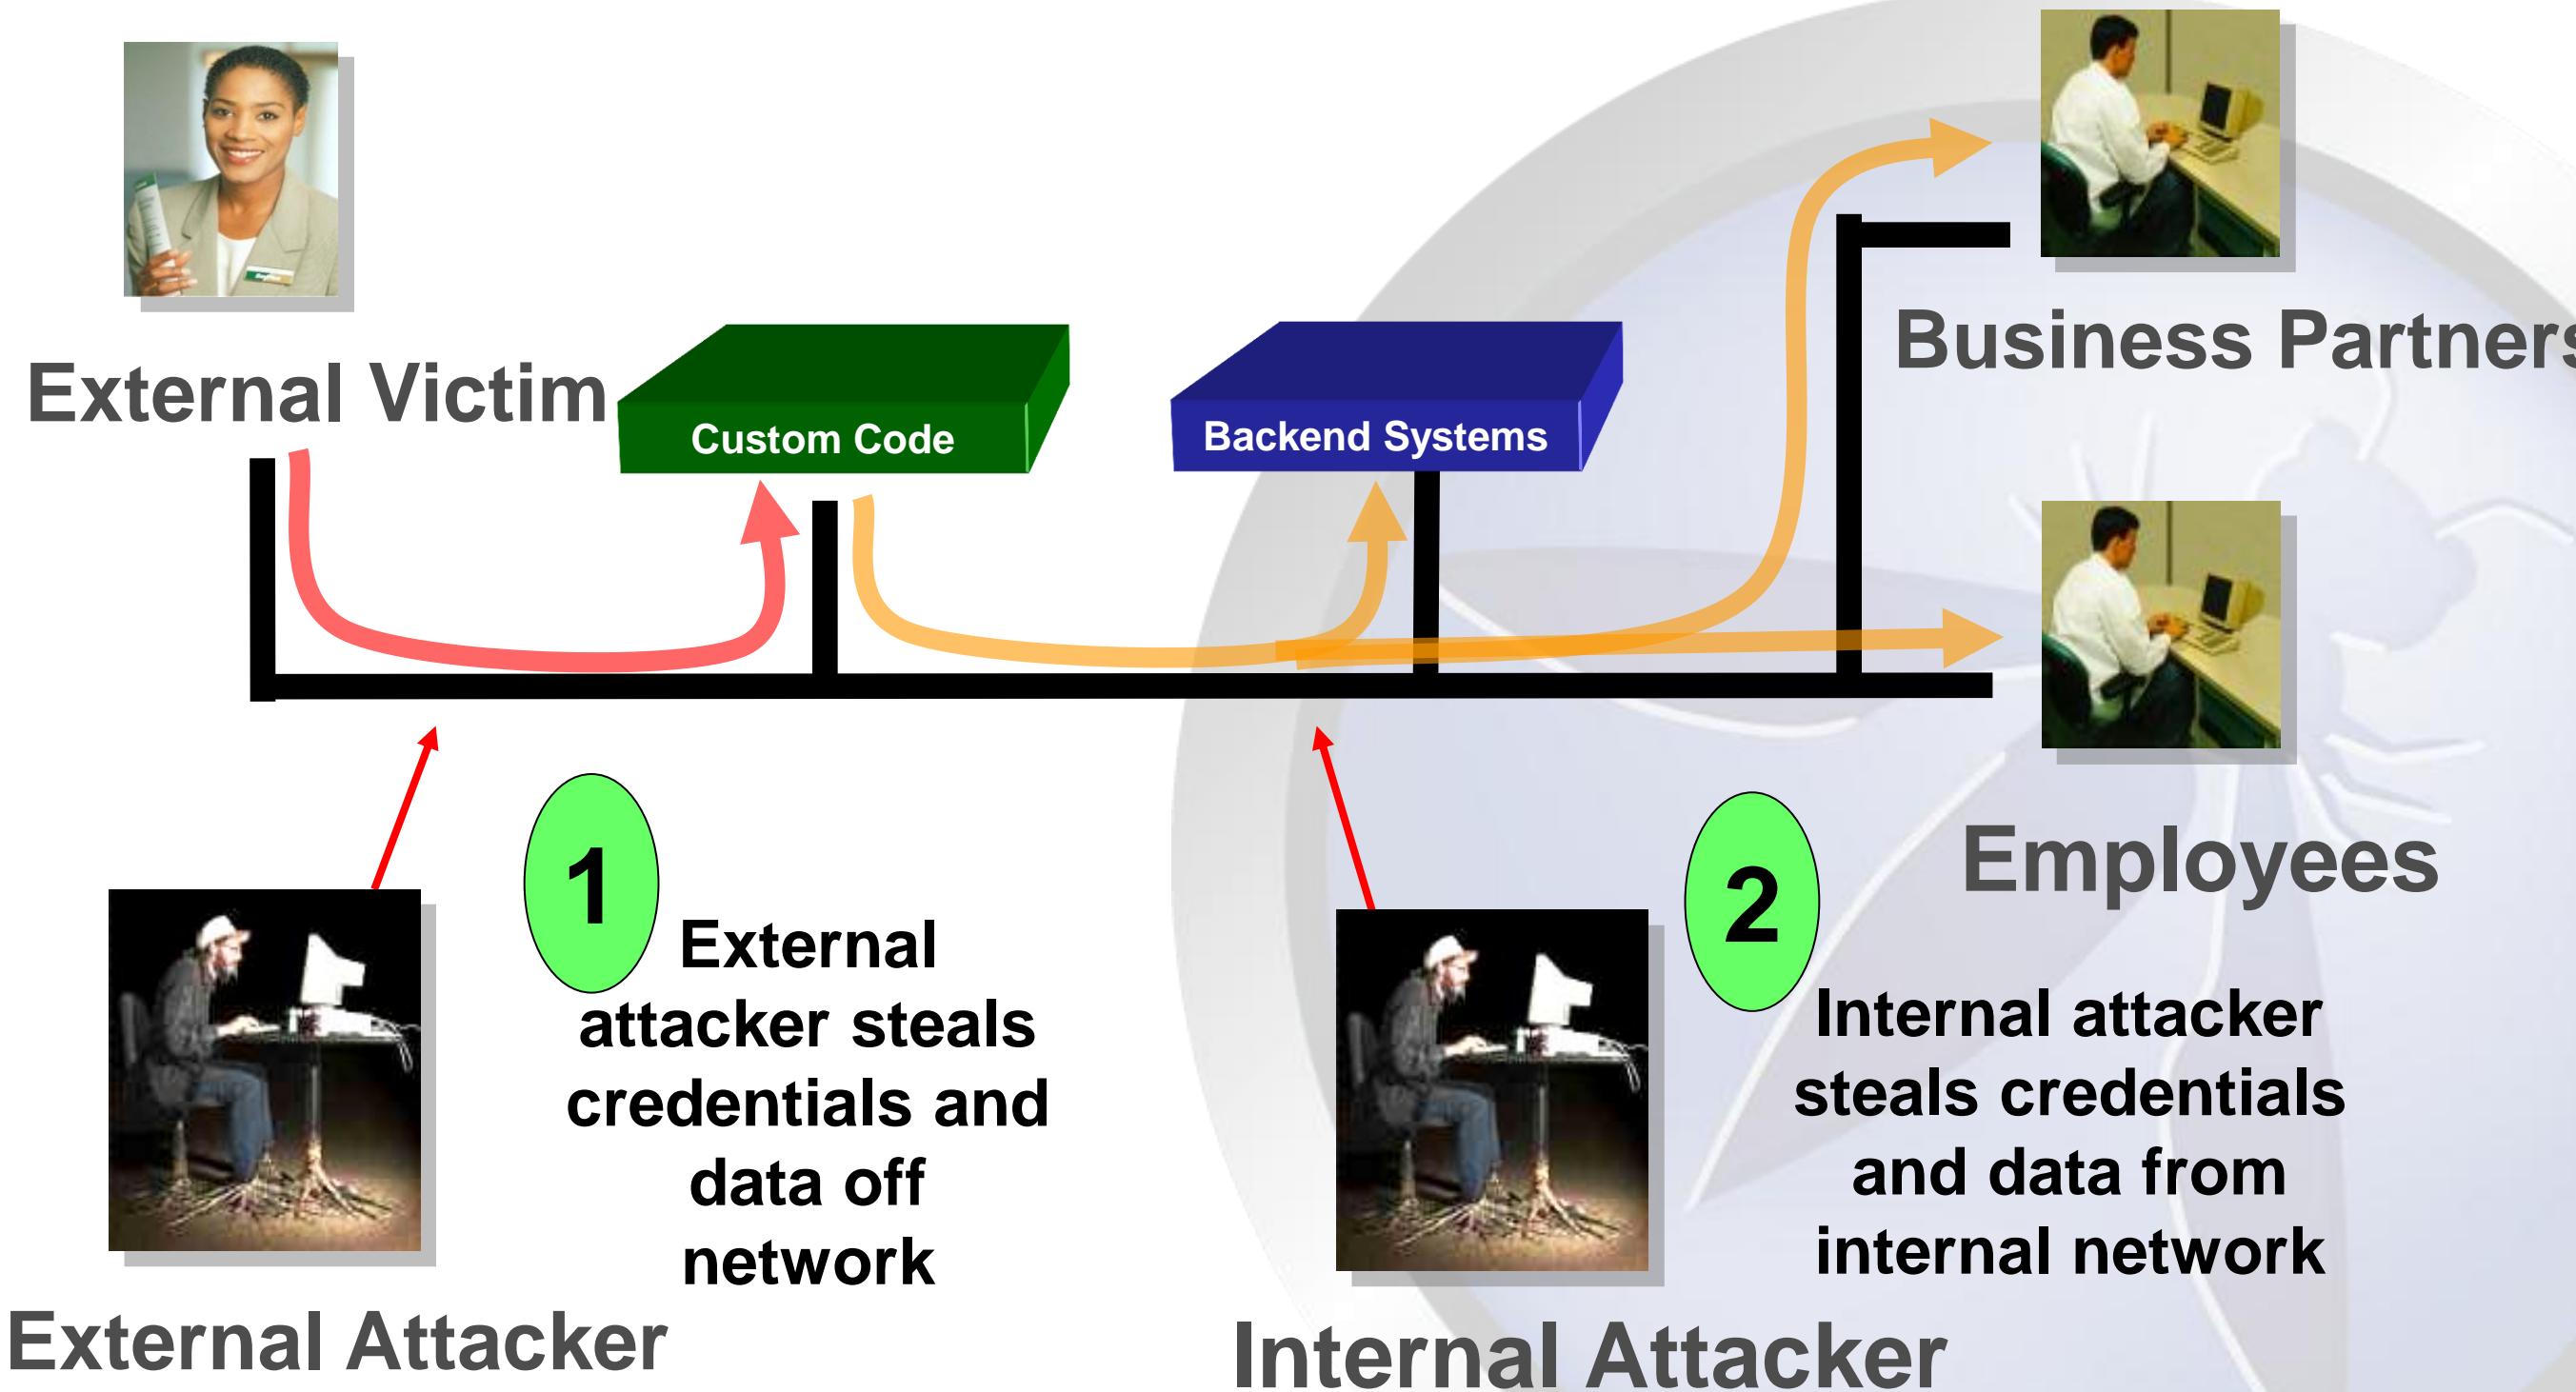 External Victim
Custom Code
Backend Systems
Business Partners
Employees
1
External
attacker steals
credentials and
data off
network
2
Internal attacker
steals credentials
and data from
internal network
External Attacker
Internal Attacker